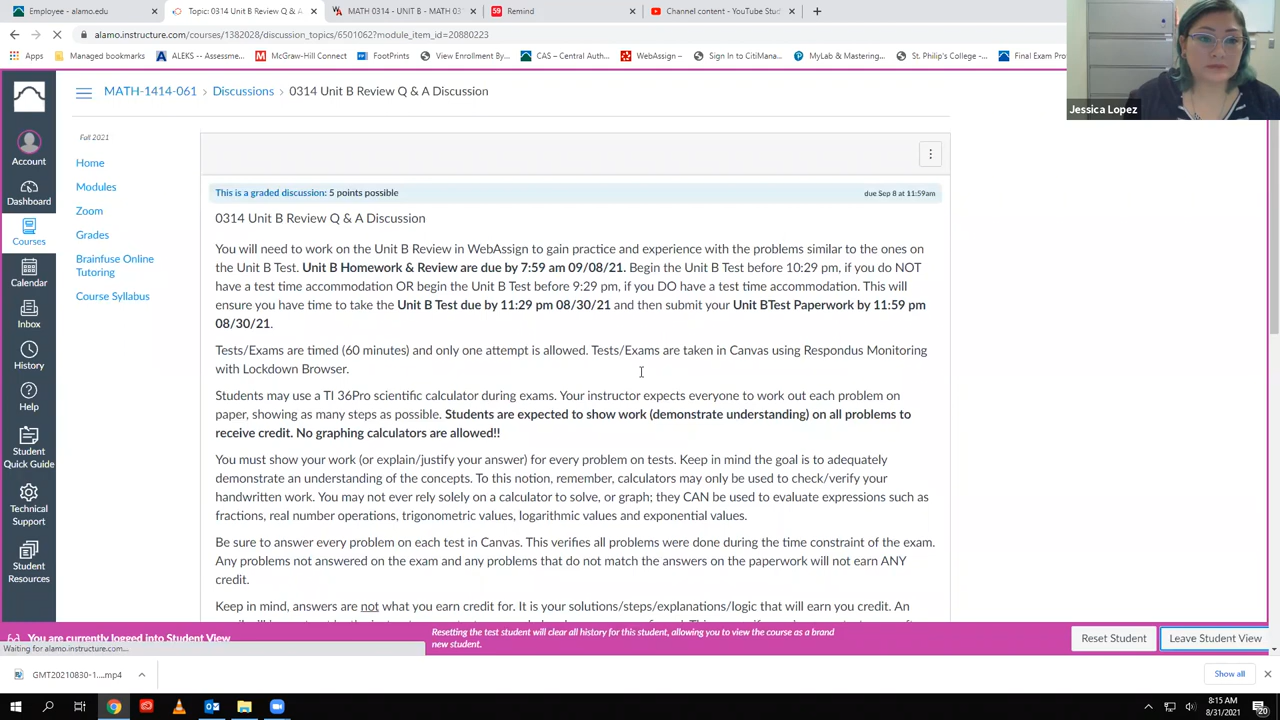 Employee - alamo.edu
Topic: 0314 Unit B Review Q & A
MATH 0314 - UNIT B - MATH 03
59 Remind
Channel content - YouTube Stud
alamo.instructure.com/courses/1382028/discussion_topics/6501062?module_item_id=20880223
Apps
Managed bookmarks
ALEKS -- Assessme...
McGraw-Hill Connect
FootPrints
View Enrollment By...
CAS – Central Auth...
WebAssign –
Sign In to CitiMana...
MyLab & Mastering...
St. Philip's College -...
Final Exam Pro
Jessica Lopez
MATH-1414-061 › Discussions › 0314 Unit B Review Q & A Discussion
Account
Dashboard
Courses
Calendar
Inbox
History
Help
Student
Quick Guide
Technical
Support
Student
Resources
Fall 2021
Home
Modules
Zoom
Grades
Brainfuse Online
Tutoring
Course Syllabus
This is a graded discussion: 5 points possible
due Sep 8 at 11:59am
0314 Unit B Review Q & A Discussion
You will need to work on the Unit B Review in WebAssign to gain practice and experience with the problems similar to the ones on
the Unit B Test. Unit B Homework & Review are due by 7:59 am 09/08/21. Begin the Unit B Test before 10:29 pm, if you do NOT
have a test time accommodation OR begin the Unit B Test before 9:29 pm, if you DO have a test time accommodation. This will
ensure you have time to take the Unit B Test due by 11:29 pm 08/30/21 and then submit your Unit BTest Paperwork by 11:59 pm
08/30/21.
Tests/Exams are timed (60 minutes) and only one attempt is allowed. Tests/Exams are taken in Canvas using Respondus Monitoring
with Lockdown Browser.
Students may use a TI 36Pro scientific calculator during exams. Your instructor expects everyone to work out each problem on
paper, showing as many steps as possible. Students are expected to show work (demonstrate understanding) on all problems to
receive credit. No graphing calculators are allowed!!
You must show your work (or explain/justify your answer) for every problem on tests. Keep in mind the goal is to adequately
demonstrate an understanding of the concepts. To this notion, remember, calculators may only be used to check/verify your
handwritten work. You may not ever rely solely on a calculator to solve, or graph; they CAN be used to evaluate expressions such as
fractions, real number operations, trigonometric values, logarithmic values and exponential values.
Be sure to answer every problem on each test in Canvas. This verifies all problems were done during the time constraint of the exam.
Any problems not answered on the exam and any problems that do not match the answers on the paperwork will not earn ANY
credit.
Keep in mind, answers are not what you earn credit for. It is your solutions/steps/explanations/logic that will earn you credit. An
You are currently logged into Student View
Resetting the test student will clear all history for this student, allowing you to view the course as a brand
new student.
Reset Student
Leave Student View
Waiting for alamo.instructure.com...
GMT20210830-1....mp4
Show all
8:15 AM
8/31/2021
20